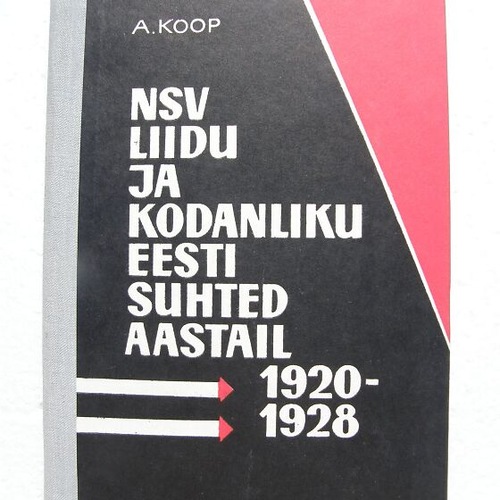 A.KOOP
NSV
LIIDU
JA
KODANLIKU
EESTI
SUHTED
AASTAIL
1920-
1928